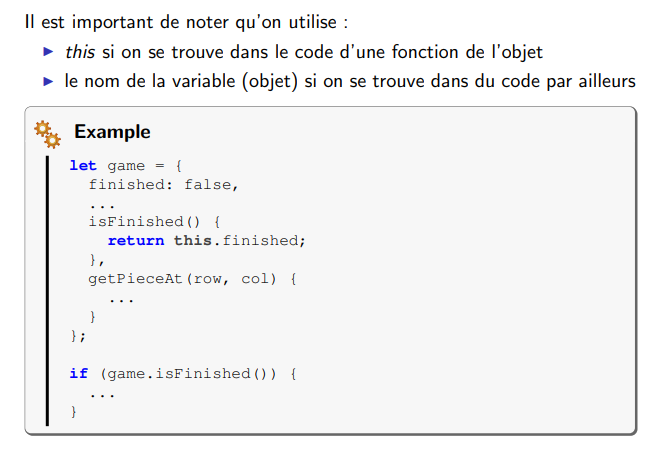 Il est important de noter qu'on utilise :
▶ this si on se trouve dans le code d'une fonction de l'objet
▶ le nom de la variable (objet) si on se trouve dans du code par ailleurs
Example
let game = {
  finished: false,
  ...
  isFinished() {
    return this.finished;
  },
  getPieceAt(row, col) {
    ...
  }
};

if (game.isFinished()) {
  ...
}